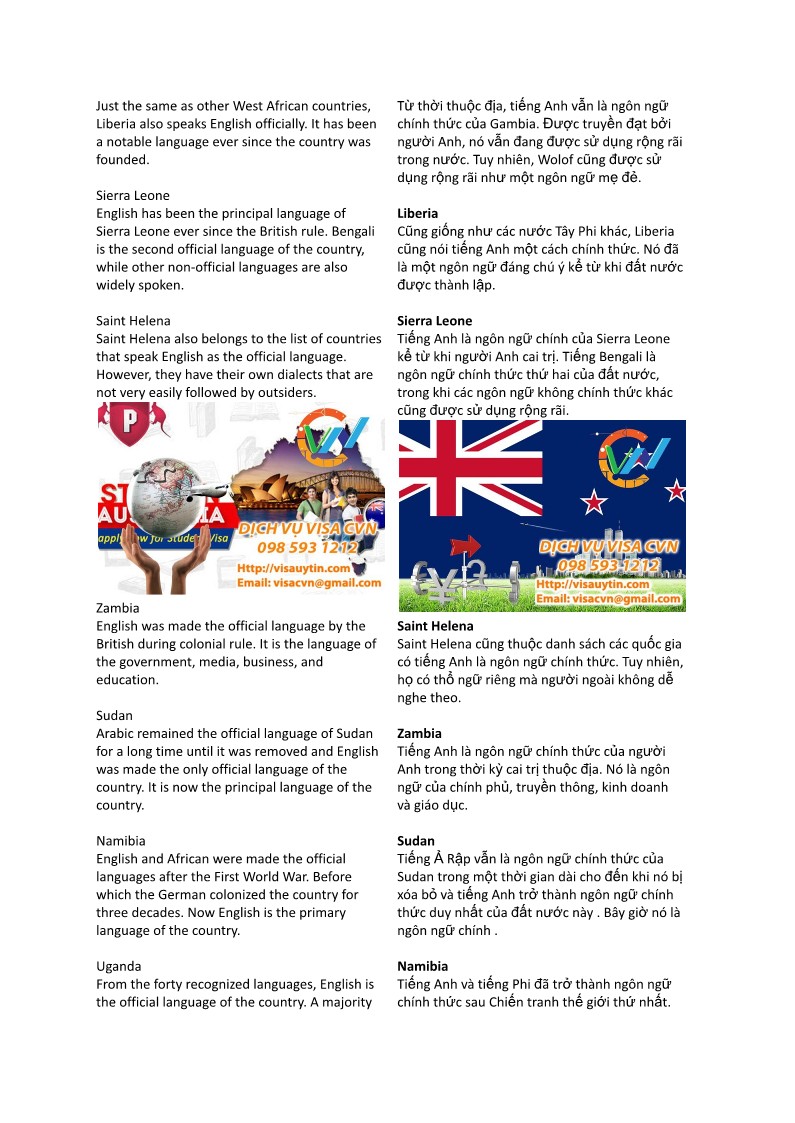 Just the same as other West African countries,
Liberia also speaks English officially. It has been
a notable language ever since the country was
founded.
Sierra Leone
English has been the principal language of
Sierra Leone ever since the British rule. Bengali
is the second official language of the country,
while other non-official languages are also
widely spoken.
Saint Helena
Saint Helena also belongs to the list of countries
that speak English as the official language.
However, they have their own dialects that are
not very easily followed by outsiders.
P
DỊCH VỤ VISA CVN
098 593 1212
Http://visauytin.com
Email: visacvn@gmail.com
Zambia
English was made the official language by the
British during colonial rule. It is the language of
the government, media, business, and
education.
Sudan
Arabic remained the official language of Sudan
for a long time until it was removed and English
was made the only official language of the
country. It is now the principal language of the
country.
Namibia
English and African were made the official
languages after the First World War. Before
which the German colonized the country for
three decades. Now English is the primary
language of the country.
Uganda
From the forty recognized languages, English is
the official language of the country. A majority
Từ thời thuộc địa, tiếng Anh vẫn là ngôn ngữ
chính thức của Gambia. Được truyền đạt bởi
người Anh, nó vẫn đang được sử dụng rộng rãi
trong nước. Tuy nhiên, Wolof cũng được sử
dụng rộng rãi như một ngôn ngữ mẹ đẻ.
Liberia
Cũng giống như các nước Tây Phi khác, Liberia
cũng nói tiếng Anh một cách chính thức. Nó đã
là một ngôn ngữ đáng chú ý kể từ khi đất nước
được thành lập.
Sierra Leone
Tiếng Anh là ngôn ngữ chính của Sierra Leone
kể từ khi người Anh cai trị. Tiếng Bengali là
ngôn ngữ chính thức thứ hai của đất nước,
trong khi các ngôn ngữ không chính thức khác
cũng được sử dụng rộng rãi.
DỊCH VỤ VISA CVN
098 593 1212
Http://visauytin.com
Email: visacvn@gmail.com
Saint Helena
Saint Helena cũng thuộc danh sách các quốc gia
có tiếng Anh là ngôn ngữ chính thức. Tuy nhiên,
họ có thổ ngữ riêng mà người ngoài không dễ
nghe theo.
Zambia
Tiếng Anh là ngôn ngữ chính thức của người
Anh trong thời kỳ cai trị thuộc địa. Nó là ngôn
ngữ của chính phủ, truyền thông, kinh doanh
và giáo dục.
Sudan
Tiếng Ả Rập vẫn là ngôn ngữ chính thức của
Sudan trong một thời gian dài cho đến khi nó bị
xóa bỏ và tiếng Anh trở thành ngôn ngữ chính
thức duy nhất của đất nước này . Bây giờ nó là
ngôn ngữ chính .
Namibia
Tiếng Anh và tiếng Phi đã trở thành ngôn ngữ
chính thức sau Chiến tranh thế giới thứ nhất.